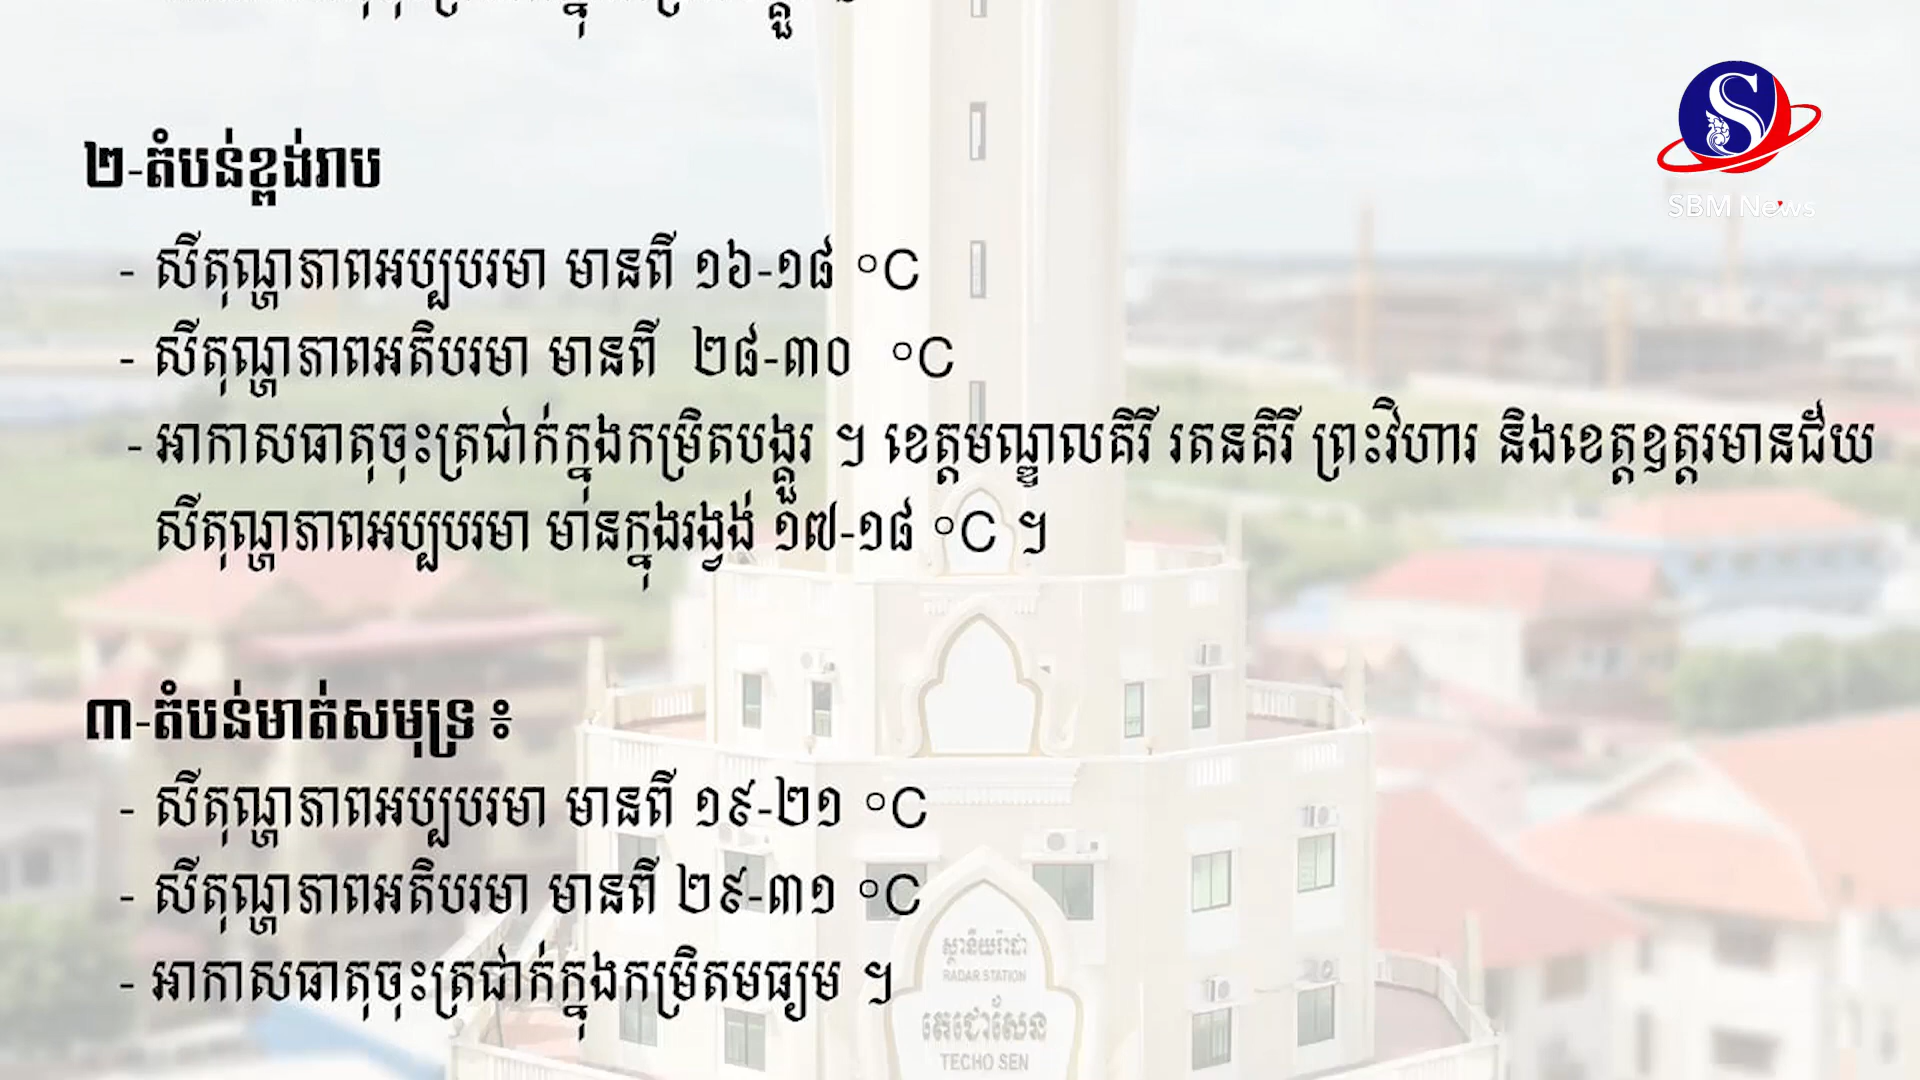 ២-តំបន់ខ្ពង់រាប
- សីតុណ្ហភាពអប្បបរមា មានពី ១៦-១៨ °C
- សីតុណ្ហភាពអតិបរមា មានពី ២៨-៣០ °C
- អាកាសធាតុចុះត្រជាក់ក្នុងកម្រិតបង្គួរ ។ ខេត្តមណ្ឌលគិរី រតនគិរី ព្រះវិហារ និងខេត្តឧត្តរមានជ័យ
សីតុណ្ហភាពអប្បបរមា មានក្នុងរង្វង់ ១៧-១៨ °C ។
៣-តំបន់មាត់សមុទ្រ ៖
- សីតុណ្ហភាពអប្បបរមា មានពី ១៩-២១ °C
- សីតុណ្ហភាពអតិបរមា មានពី ២៩-៣១ °C
- អាកាសធាតុចុះត្រជាក់ក្នុងកម្រិតមធ្យម ។
S
SBM News
ស្ថានីយរ៉ាដា
RADAR STATION
តេជោសែន
TECHO SEN